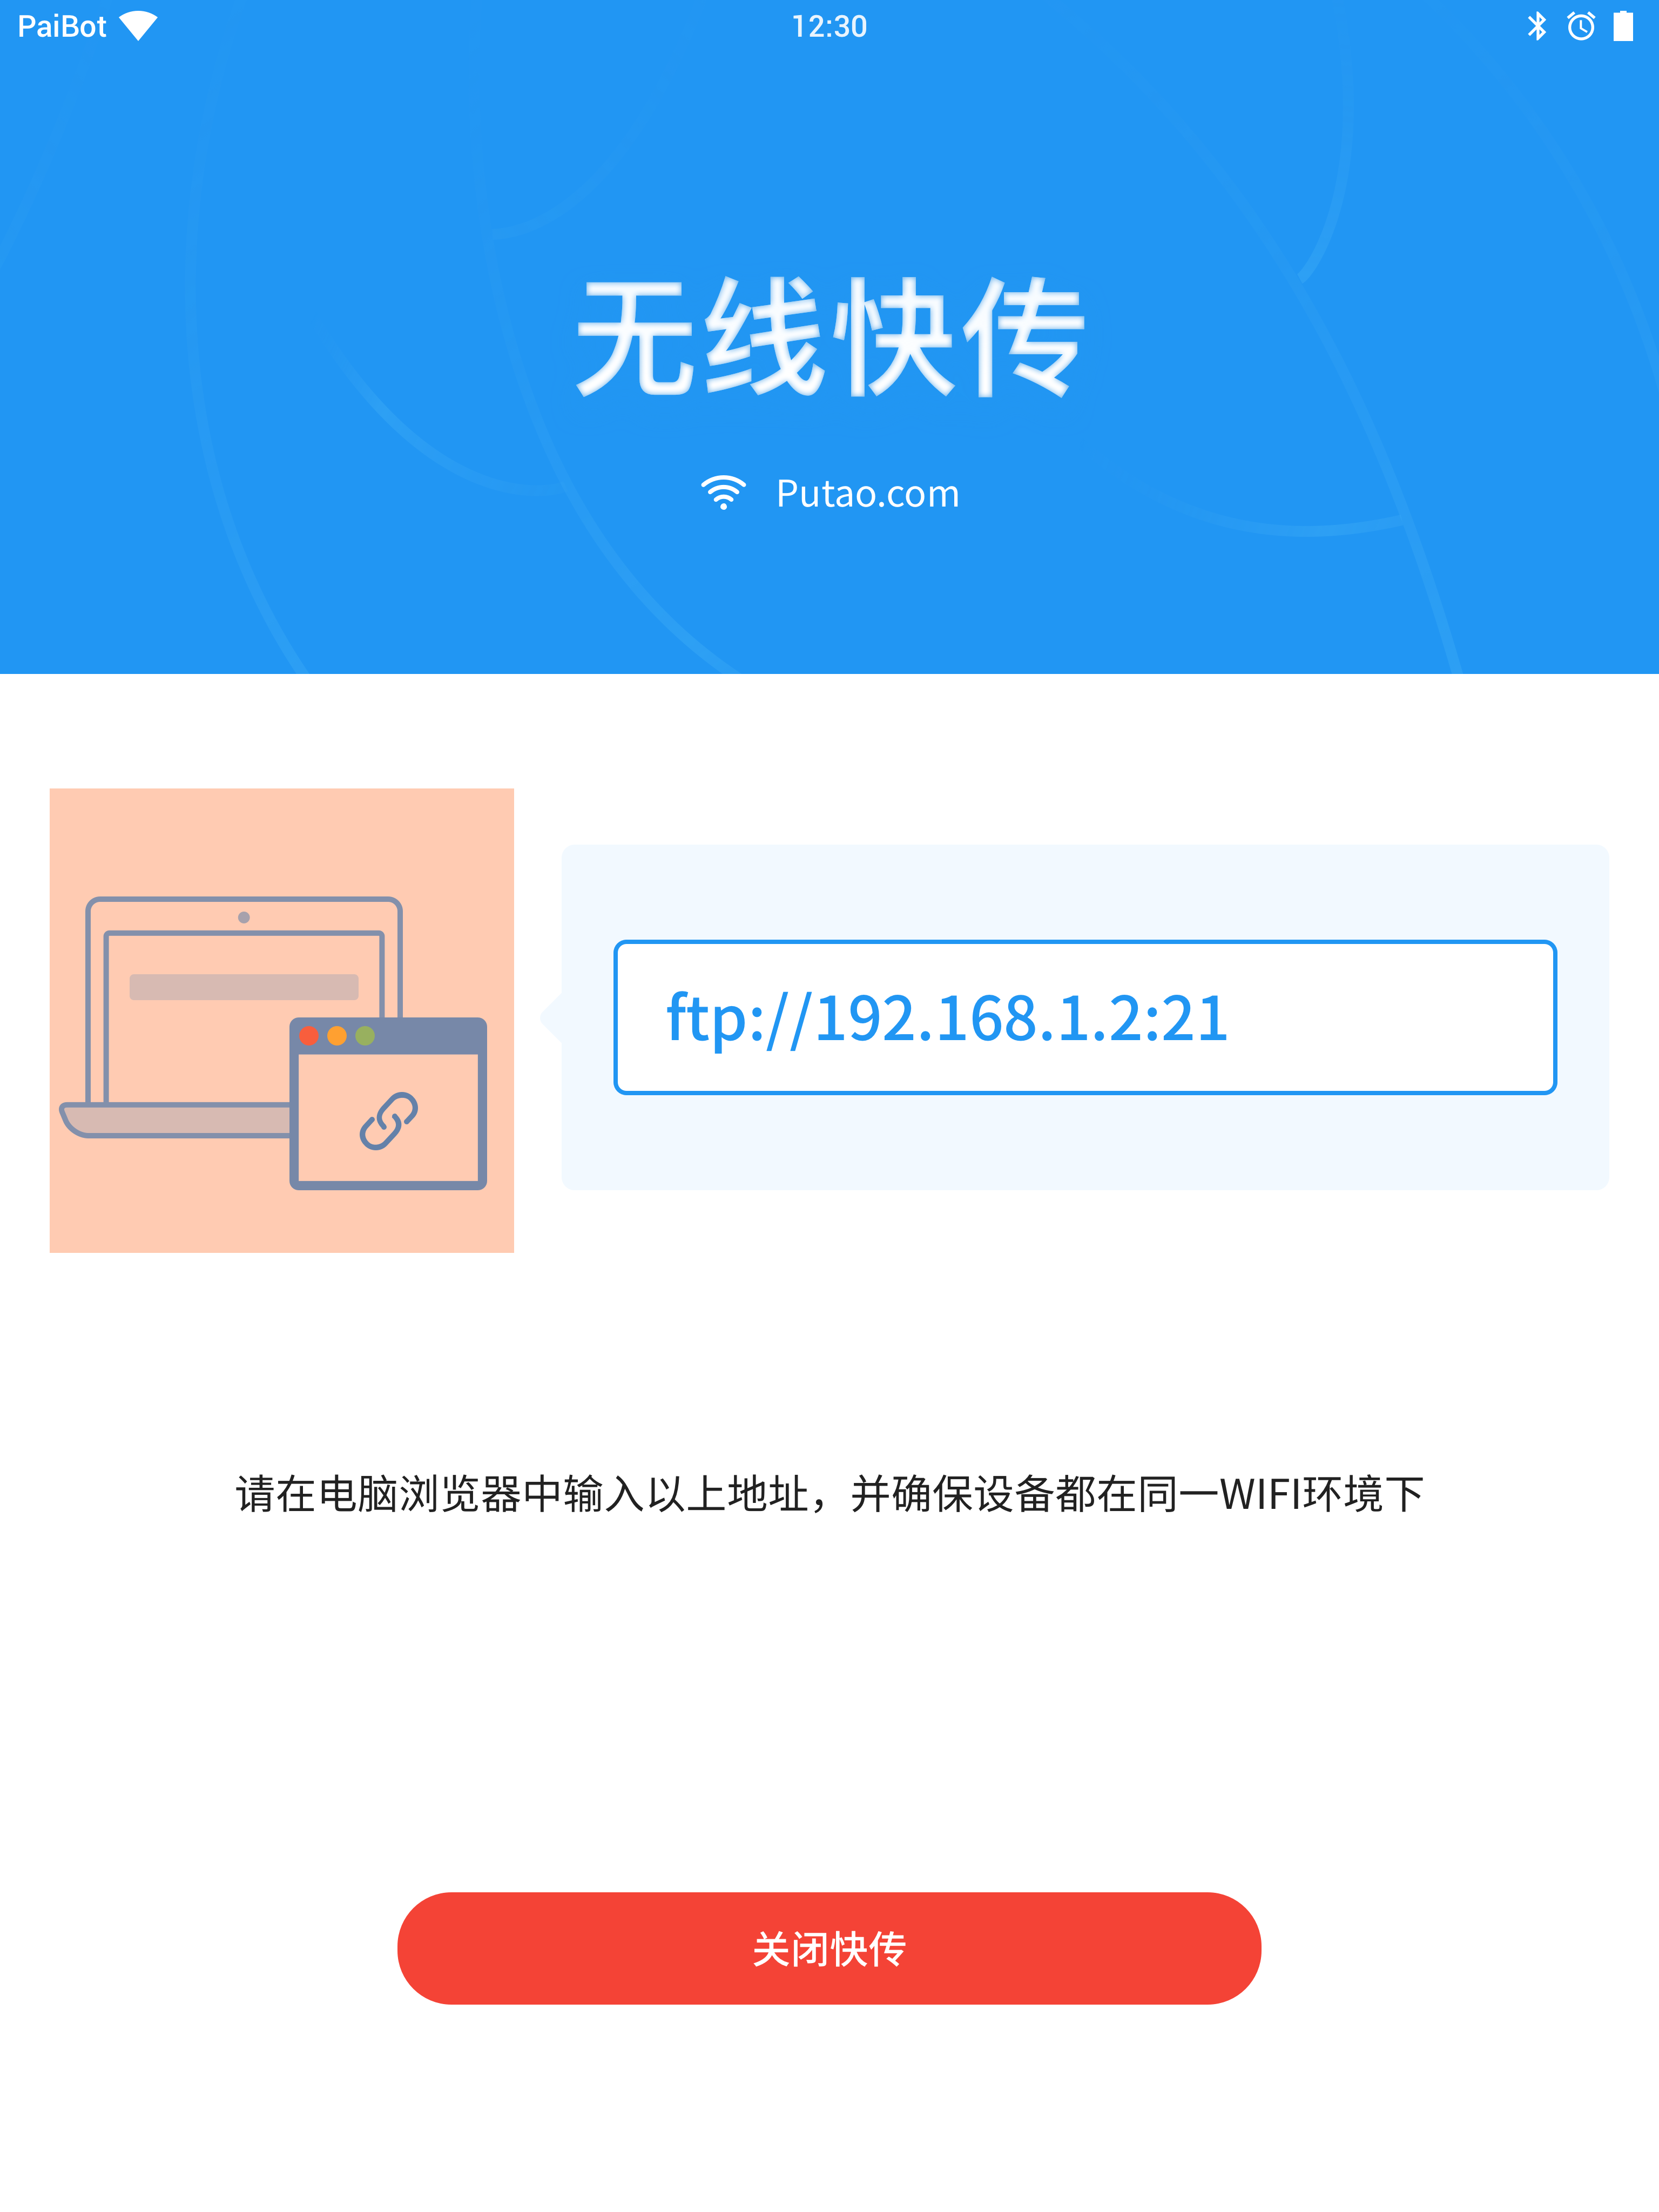 PaiBot
12:30
无线快传
Putao.com
ftp://192.168.1.2:21
请在电脑浏览器中输入以上地址，并确保设备都在同一WIFI环境下
关闭快传